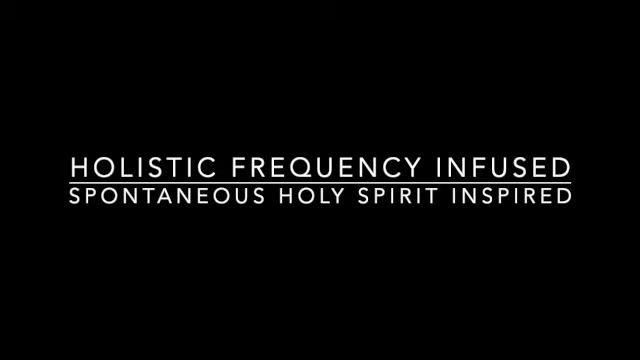 HOLISTIC FREQUENCY INFUSED
SPONTANEOUS HOLY SPIRIT INSPIRED